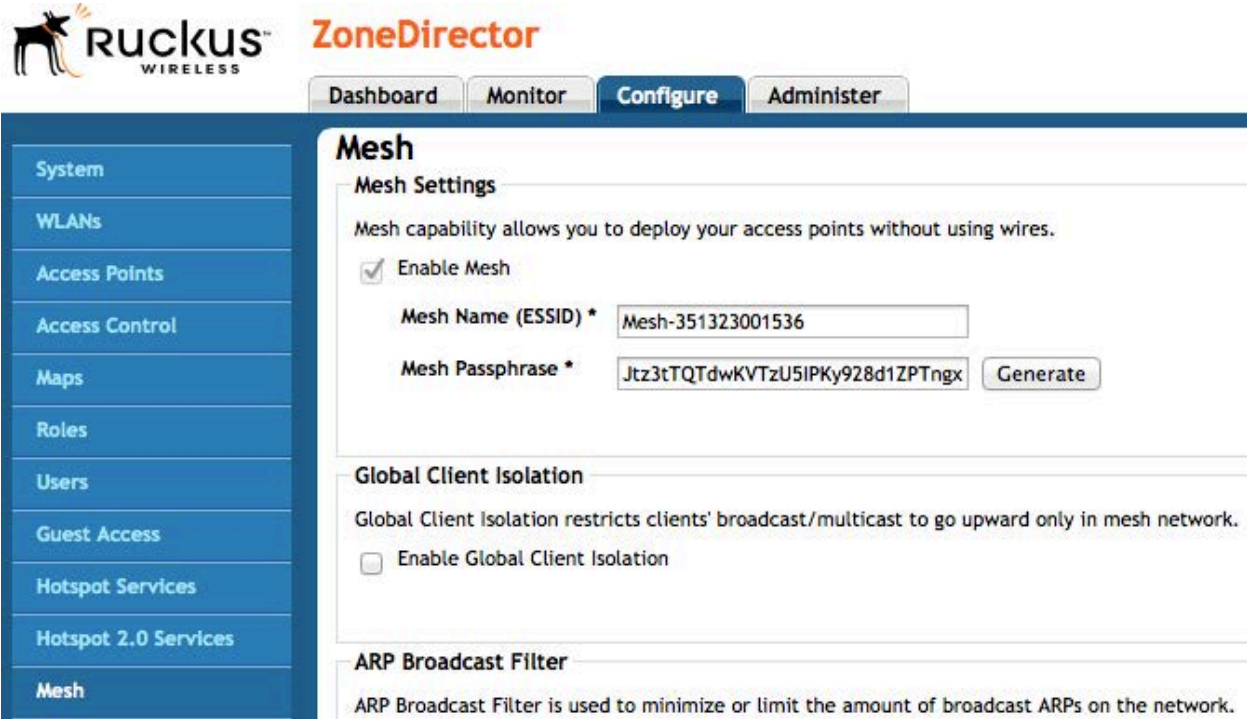 RUCKUS™
WIRELESS
ZoneDirector
Dashboard Monitor Configure Administer
System
WLANs
Access Points
Access Control
Maps
Roles
Users
Guest Access
Hotspot Services
Hotspot 2.0 Services
Mesh
Mesh
Mesh Settings
Mesh capability allows you to deploy your access points without using wires.
Enable Mesh
Mesh Name (ESSID) * Mesh-351323001536
Mesh Passphrase * Jtz3tTQTdwKVTzU5IPKy928d1ZPTngx Generate
Global Client Isolation
Global Client Isolation restricts clients' broadcast/multicast to go upward only in mesh network.
Enable Global Client Isolation
ARP Broadcast Filter
ARP Broadcast Filter is used to minimize or limit the amount of broadcast ARPs on the network.